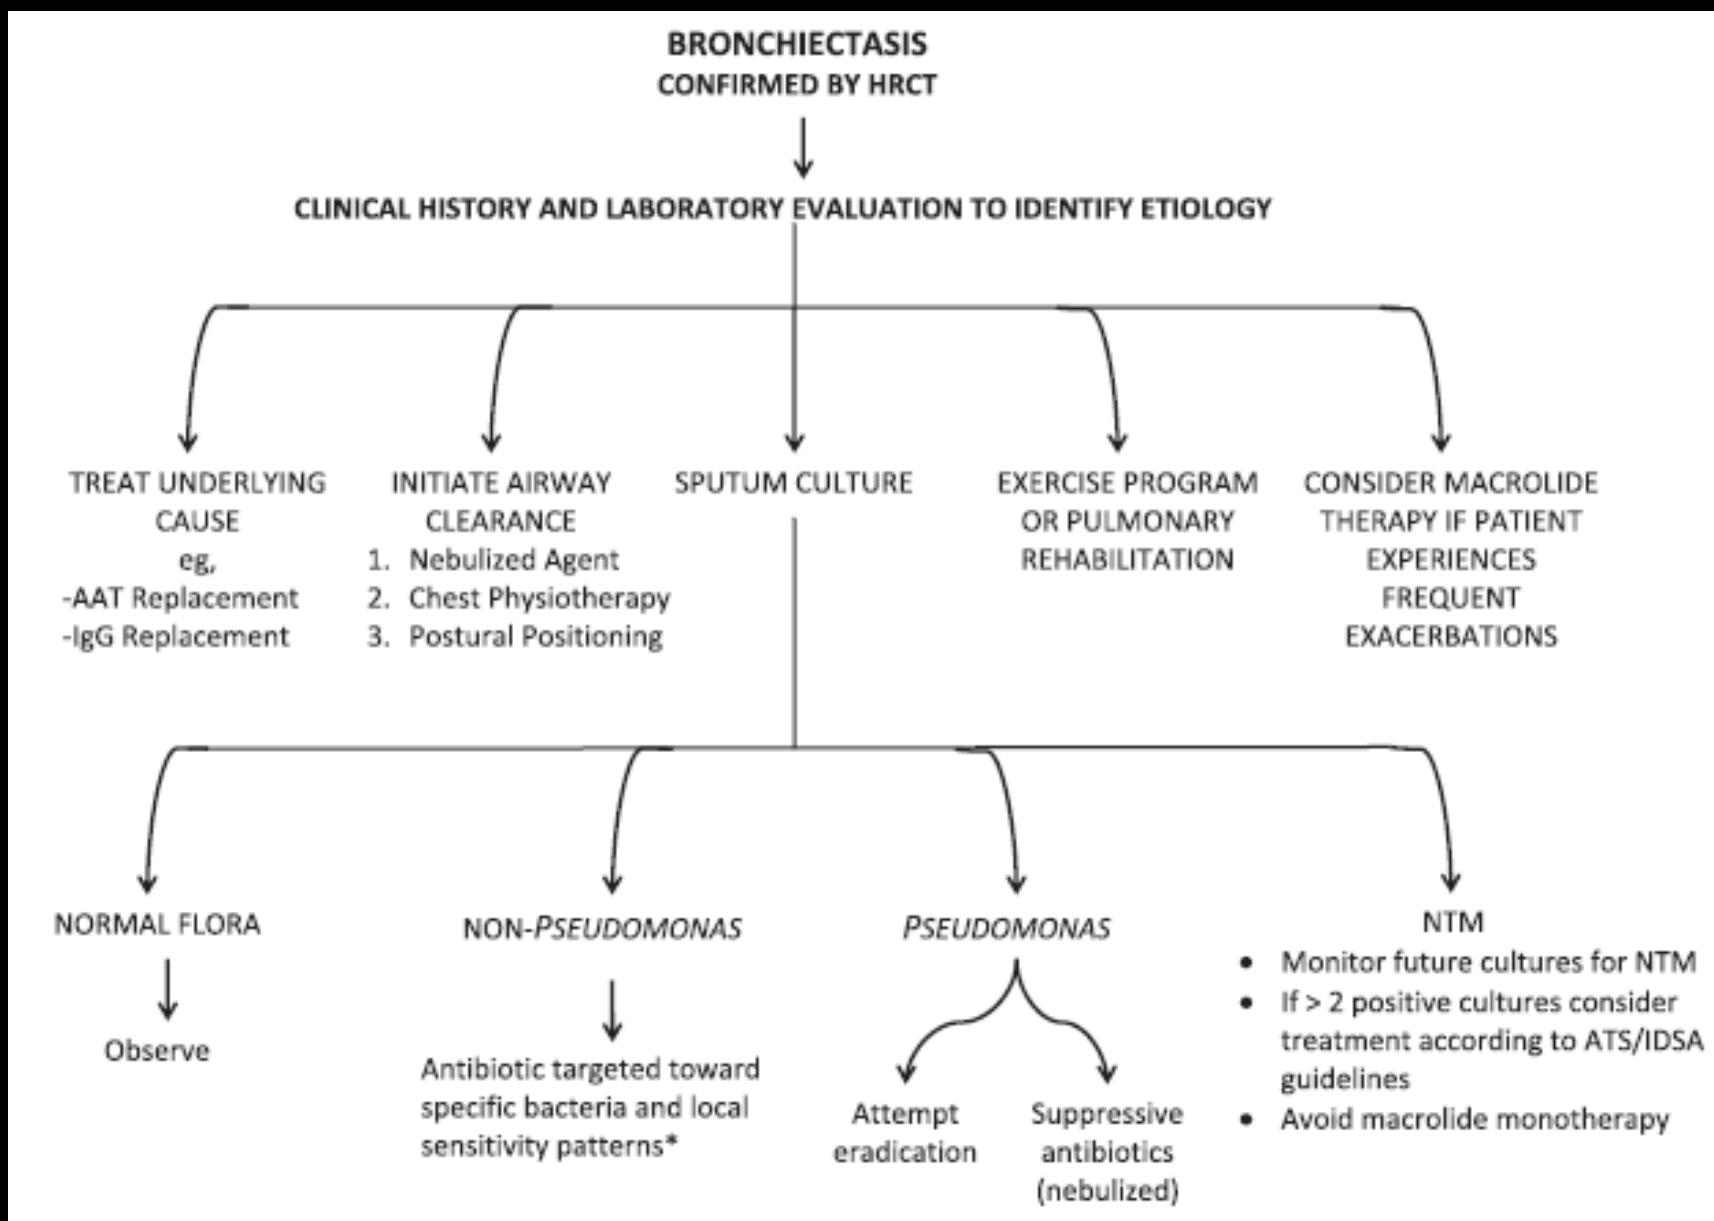 BRONCHIECTASIS
CONFIRMED BY HRCT
CLINICAL HISTORY AND LABORATORY EVALUATION TO IDENTIFY ETIOLOGY
TREAT UNDERLYING
CAUSE
eg,
-AAT Replacement
-IgG Replacement
INITIATE AIRWAY
CLEARANCE
1. Nebulized Agent
2. Chest Physiotherapy
3. Postural Positioning
SPUTUM CULTURE
EXERCISE PROGRAM
OR PULMONARY
REHABILITATION
CONSIDER MACROLIDE
THERAPY IF PATIENT
EXPERIENCES
FREQUENT
EXACERBATIONS
NORMAL FLORA
Observe
NON-PSEUDOMONAS
Antibiotic targeted toward
specific bacteria and local
sensitivity patterns*
PSEUDOMONAS
Attempt
eradication
Suppressive
antibiotics
(nebulized)
NTM
• Monitor future cultures for NTM
• If > 2 positive cultures consider
treatment according to ATS/IDSA
guidelines
• Avoid macrolide monotherapy